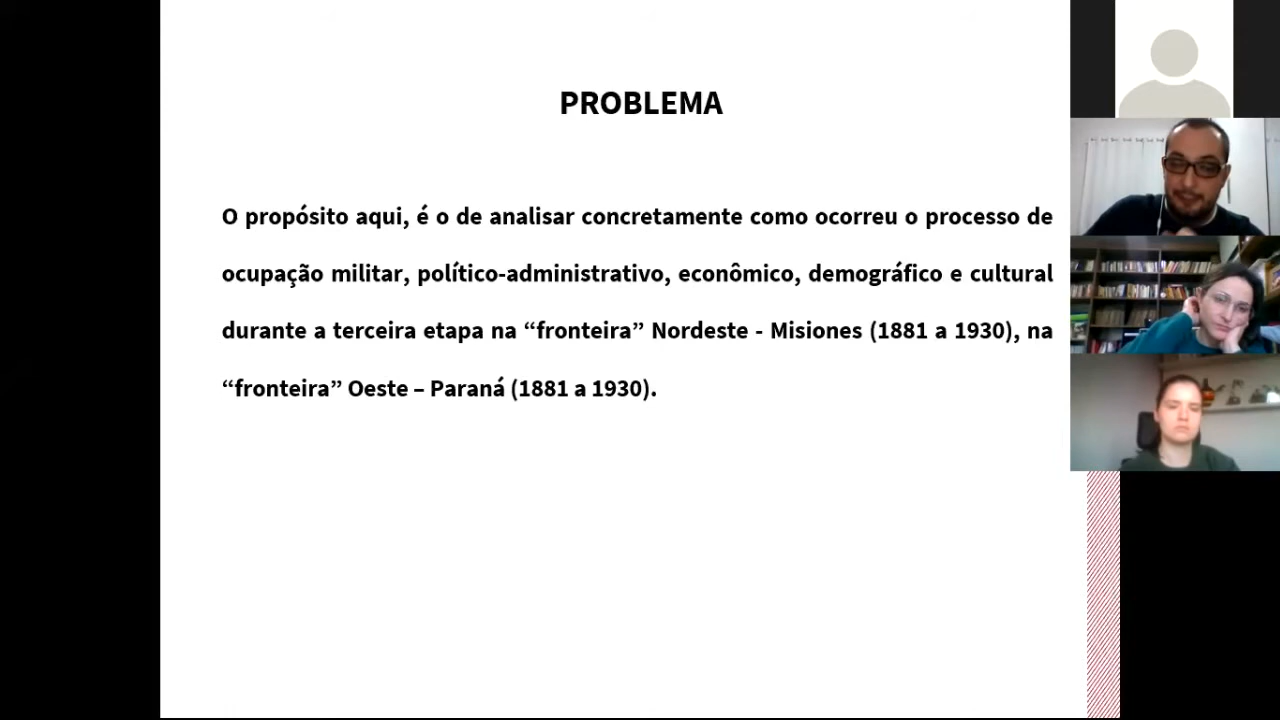 PROBLEMA
O propósito aqui, é o de analisar concretamente como ocorreu o processo de
ocupação militar, político-administrativo, econômico, demográfico e cultural
durante a terceira etapa na “fronteira” Nordeste - Misiones (1881 a 1930), na
“fronteira” Oeste – Paraná (1881 a 1930).